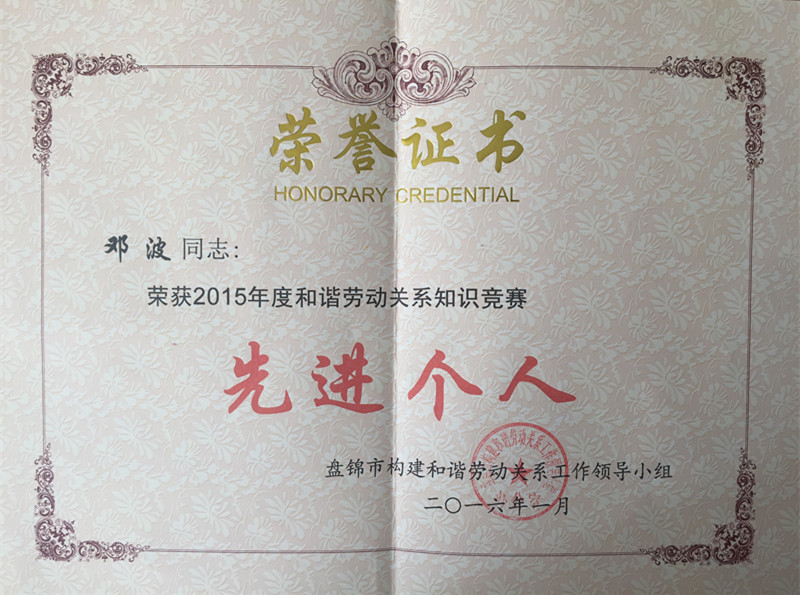 荣誉证书
HONORARY CREDENTIAL
邓波同志:
荣获2015年度和谐劳动关系知识竞赛
先进个人
盘锦市构建和谐劳动关系工作领导小组
二〇一六年一月